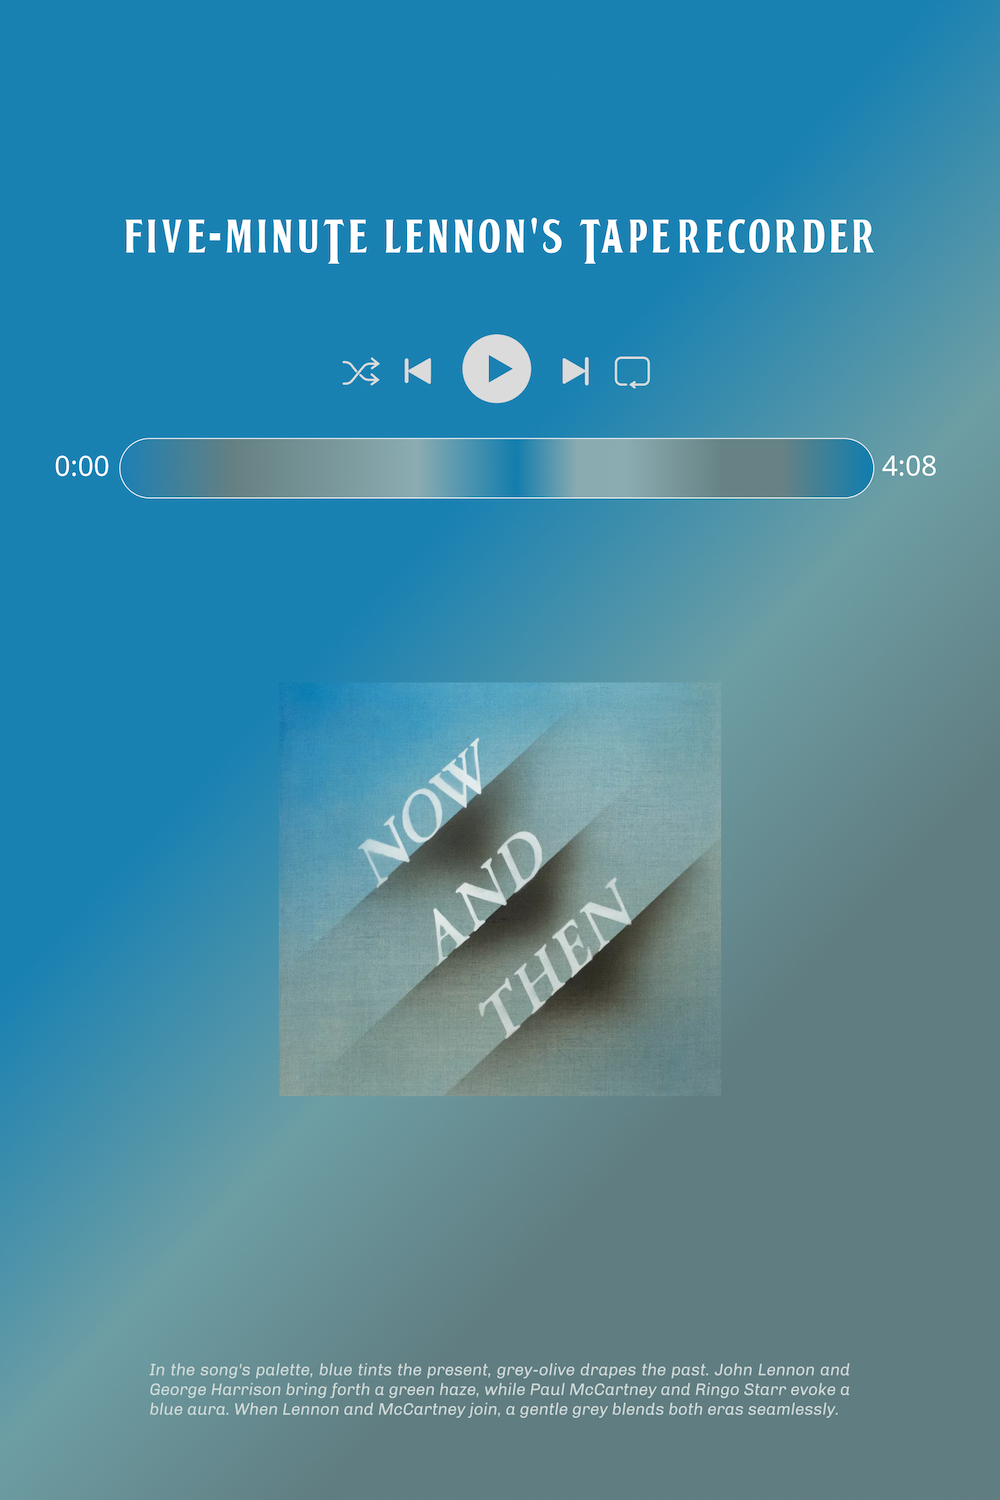 FIVE-MINUTE LENNON'S TAPERECORDER
0:00 4:08
NOW
AND
THEN
In the song's palette, blue tints the present, grey-olive drapes the past. John Lennon and
George Harrison bring forth a green haze, while Paul McCartney and Ringo Starr evoke a
blue aura. When Lennon and McCartney join, a gentle grey blends both eras seamlessly.